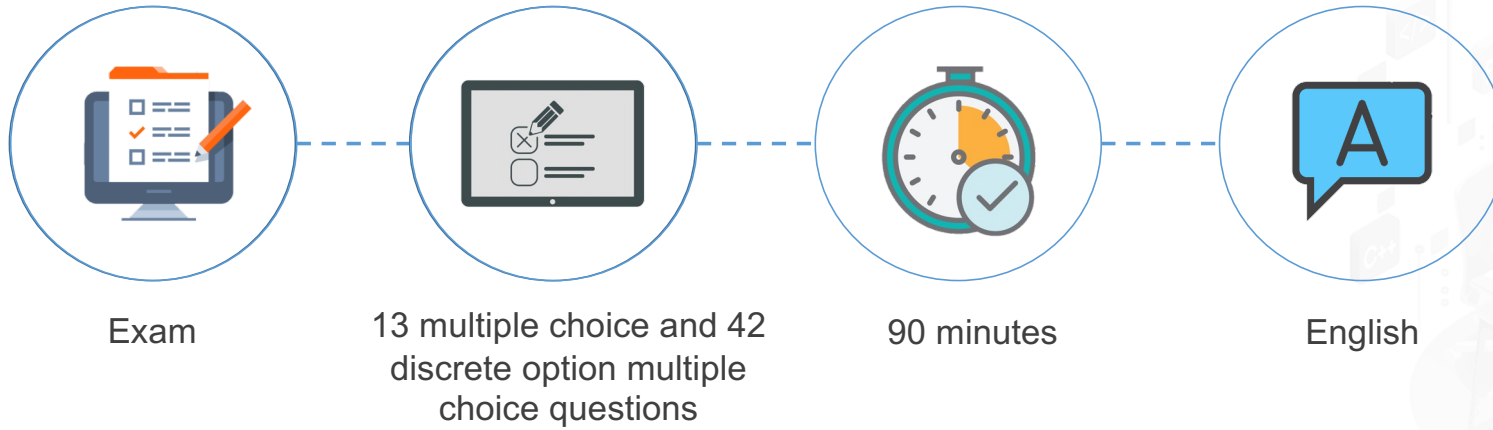 A
C++
Exam
13 multiple choice and 42
discrete option multiple
choice questions
90 minutes
English